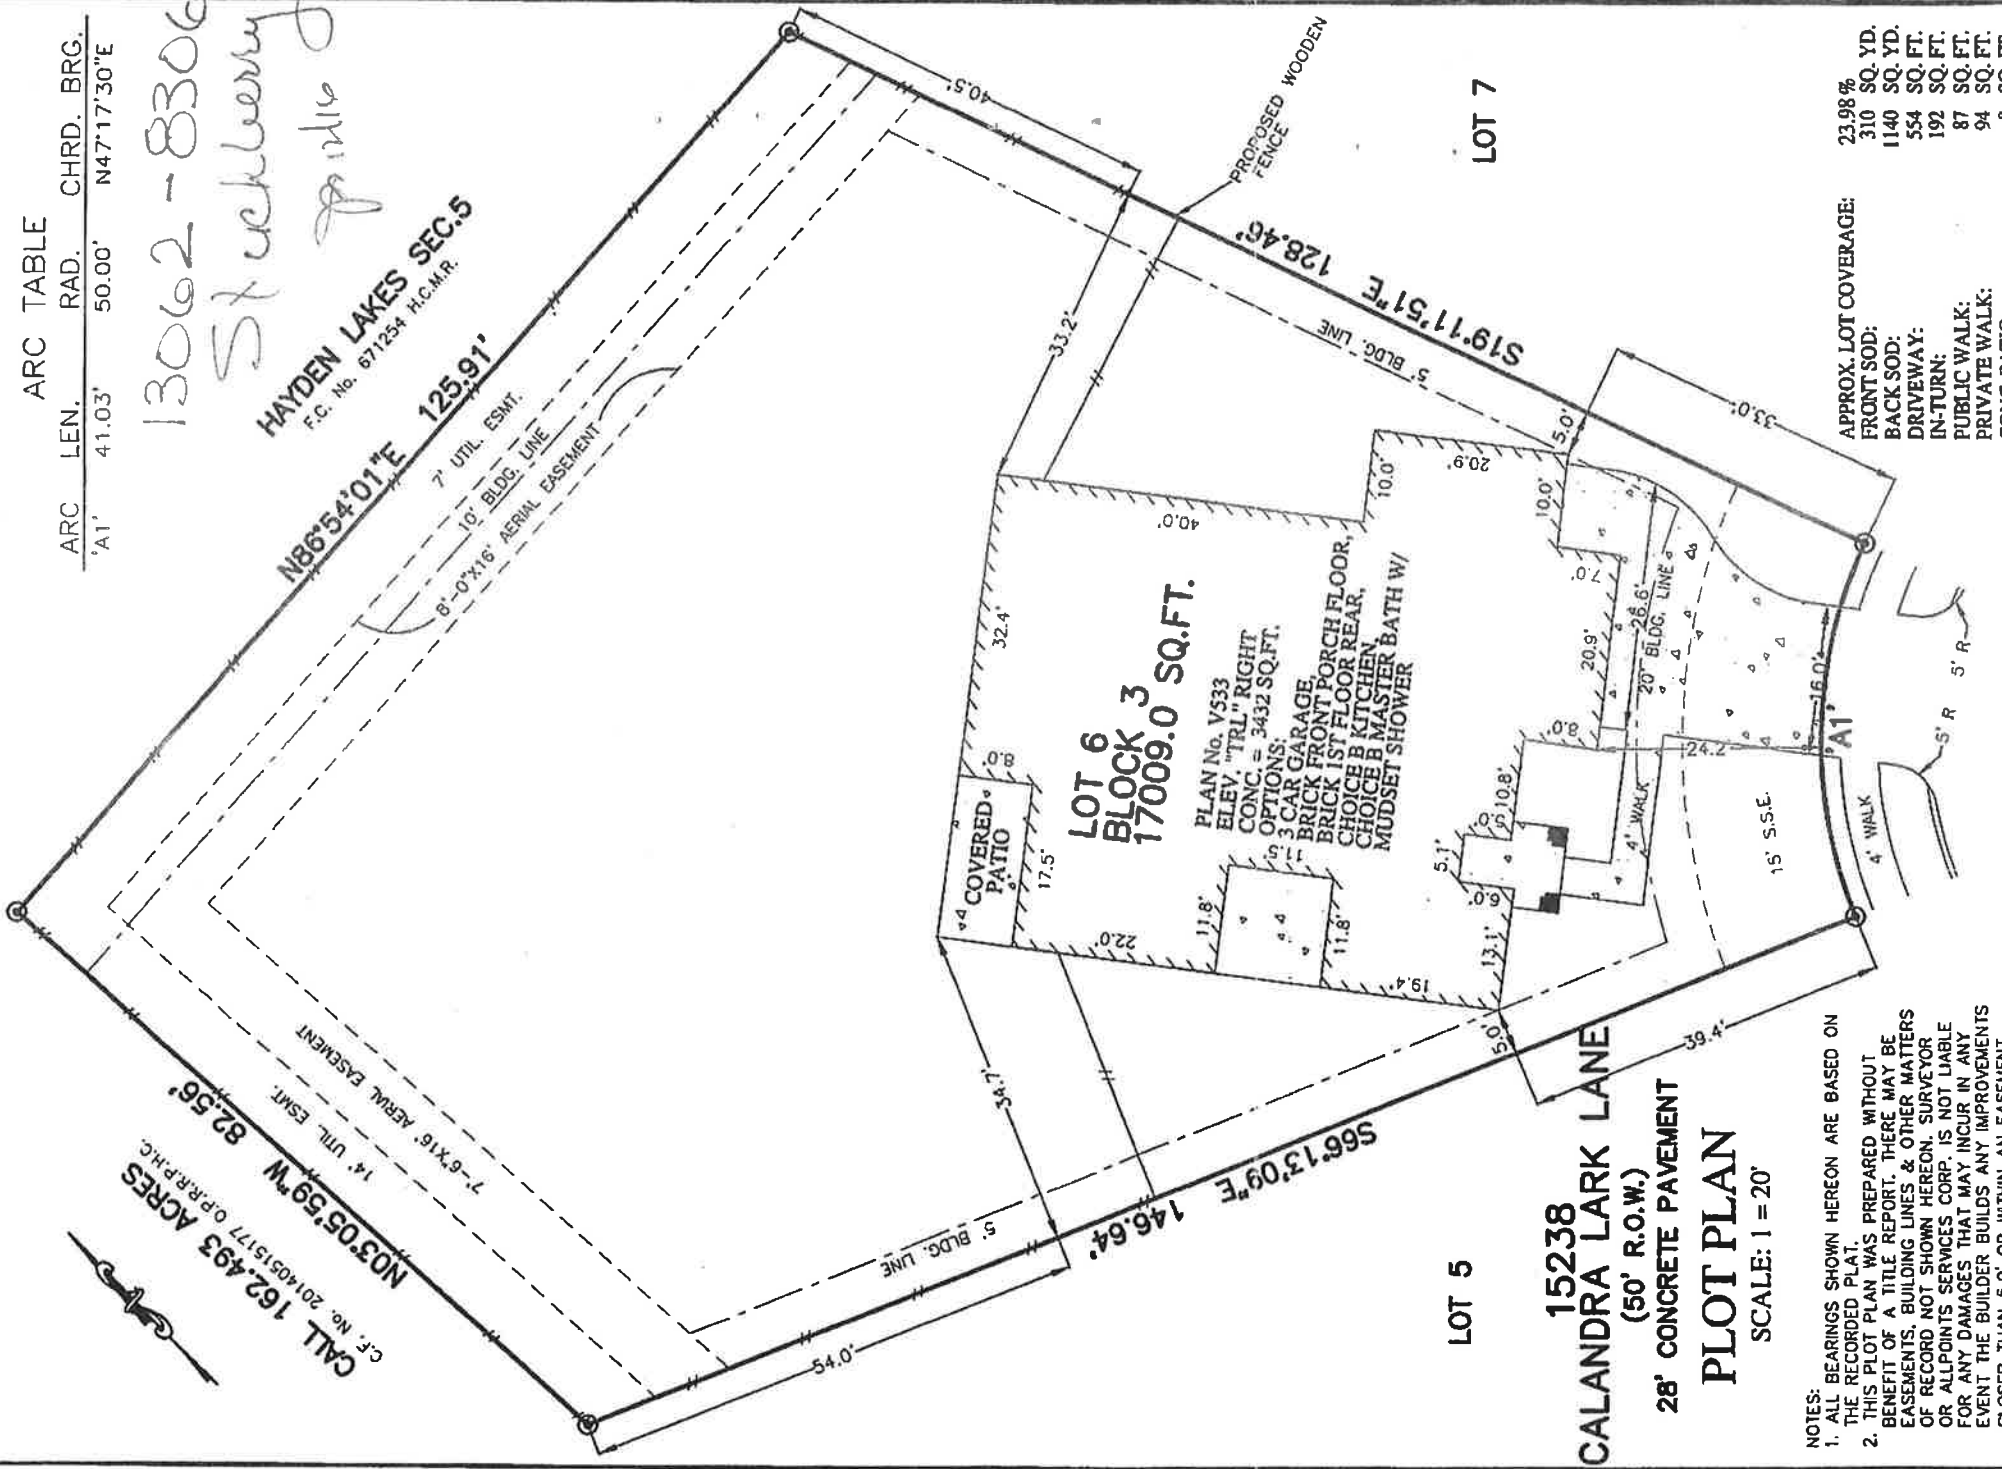 ARC TABLE
ARC LEN. RAD. CHRD. BRG.
'A1' 41.03' 50.00' N47°17'30"E
HAYDEN LAKES SEC.5
F.C. No. 671254 H.C.M.R.
N86°54'01"E 125.91'
7' UTIL. ESMT.
10' BLDG. LINE
8'-0"X16' AERIAL EASEMENT
CALL 162.493 ACRES
C.F. No. 20140515177 O.P.R.R.P.H.C.
N03°05'59"W 82.56'
14' UTIL. ESMT.
7'-6"X16' AERIAL EASEMENT
40.5'
PROPOSED WOODEN
FENCE
33.2'
128.46'
S19°11'51"E
5' BLDG. LINE
LOT 7
33.0'
5.0'
20.9'
10.0'
10.0'
40.0'
32.4'
8.0'
COVERED
PATIO
17.5'
22.0'
LOT 6
BLOCK 3
17009.0 SQ.FT.
PLAN No. V533
ELEV. "TRL" RIGHT
CONC. = 3432 SQ.FT.
OPTIONS:
3 CAR GARAGE,
BRICK FRONT PORCH FLOOR,
BRICK 1ST FLOOR REAR,
CHOICE B KITCHEN,
CHOICE B MASTER BATH W/
MUDSET SHOWER
11.8'
11.5'
11.8'
19.4'
13.1'
6.0'
5.1'
5.0'
10.8'
8.0'
20.9'
7.0'
26.6'
20' BLDG. LINE
24.2
4' WALK
15' S.S.E.
16.0'
'A1'
4' WALK
5' R
5' R
34.7'
5.0'
39.4'
54.0'
5' BLDG. LINE
146.64'
S66°13'09"E
LOT 5
15238
CALANDRA LARK LANE
(50' R.O.W.)
28' CONCRETE PAVEMENT
PLOT PLAN
SCALE: 1 = 20'
NOTES:
1. ALL BEARINGS SHOWN HEREON ARE BASED ON
THE RECORDED PLAT.
2. THIS PLOT PLAN WAS PREPARED WITHOUT
BENEFIT OF A TITLE REPORT. THERE MAY BE
EASEMENTS, BUILDING LINES & OTHER MATTERS
OF RECORD NOT SHOWN HEREON. SURVEYOR
OR ALLPOINTS SERVICES CORP. IS NOT LIABLE
FOR ANY DAMAGES THAT MAY INCUR IN ANY
EVENT THE BUILDER BUILDS ANY IMPROVEMENTS
APPROX. LOT COVERAGE: 23.98%
FRONT SOD: 310 SQ. YD.
BACK SOD: 1140 SQ. YD.
DRIVEWAY: 554 SQ. FT.
IN-TURN: 192 SQ. FT.
PUBLIC WALK: 87 SQ. FT.
PRIVATE WALK: 94 SQ. FT.